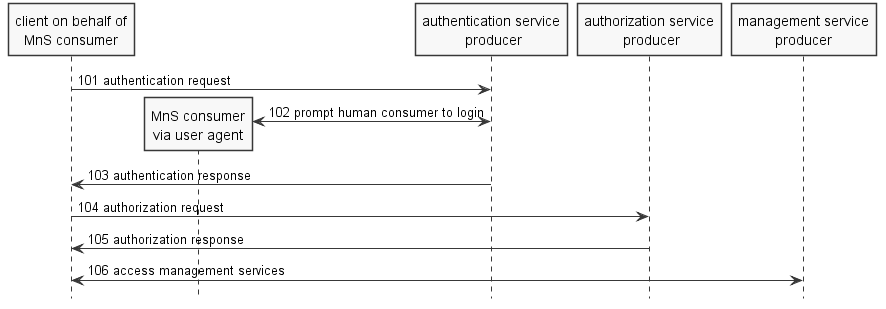 client on behalf of
MnS consumer
authentication service
producer
authorization service
producer
management service
producer
101 authentication request
MnS consumer
via user agent
102 prompt human consumer to login
103 authentication response
104 authorization request
105 authorization response
106 access management services